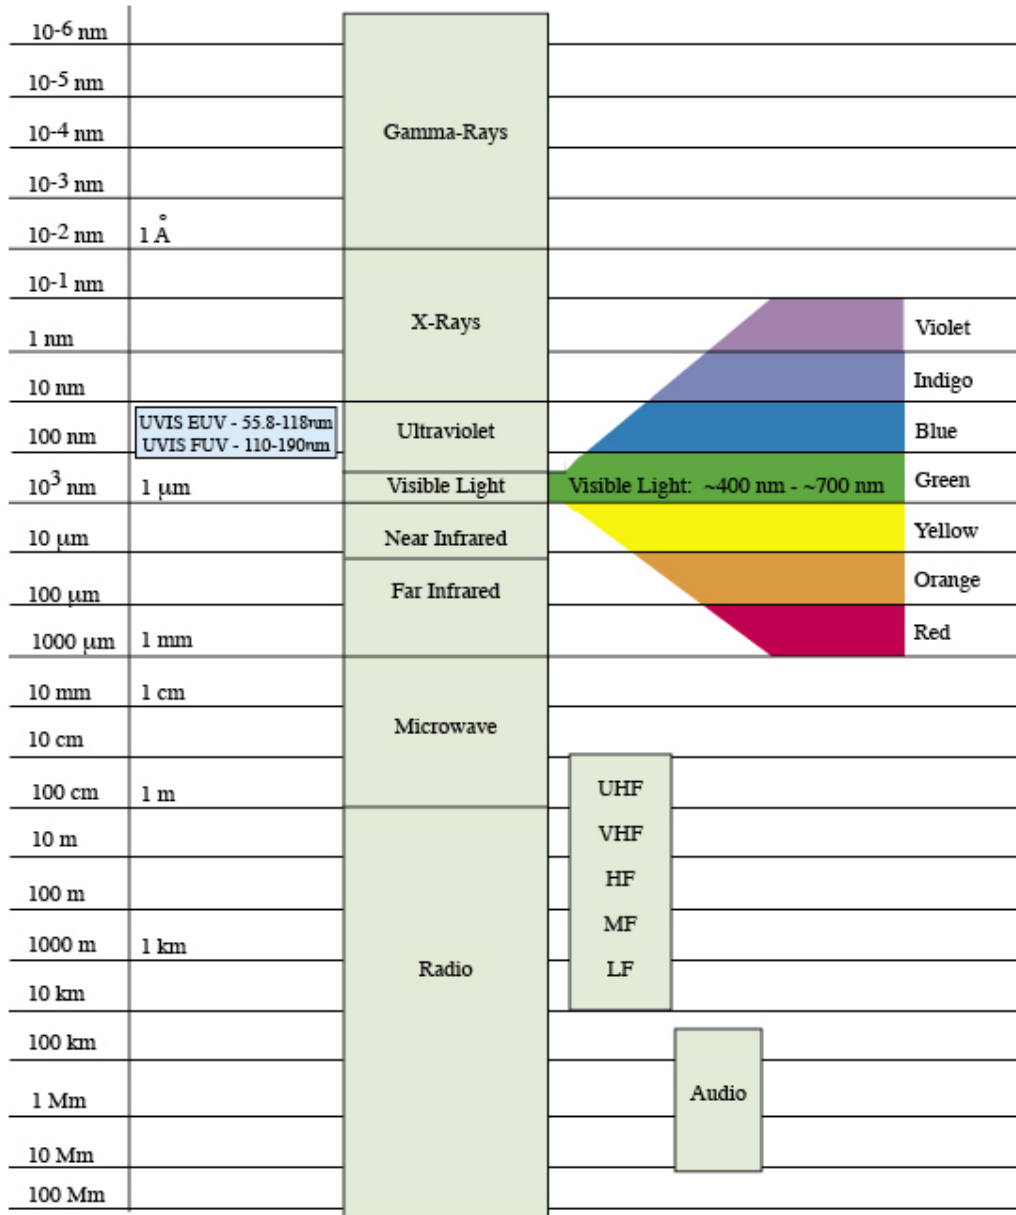 10-6 nm
10-5 nm
10-4 nm
Gamma-Rays
10-3 nm
10-2 nm 1 Å
10-1 nm
X-Rays
Violet
1 nm
Indigo
10 nm
UVIS EUV - 55.8-118nm
UVIS FUV - 110-190nm
100 nm
Ultraviolet
Blue
10³ nm 1 µm
Visible Light
Visible Light: ~400 nm - ~700 nm
Green
10 µm
Near Infrared
Yellow
100 µm
Far Infrared
Orange
1000 µm 1 mm
Red
10 mm 1 cm
Microwave
10 cm
100 cm 1 m
UHF
10 m
VHF
100 m
HF
1000 m 1 km
MF
Radio
LF
10 km
100 km
1 Mm
Audio
10 Mm
100 Mm